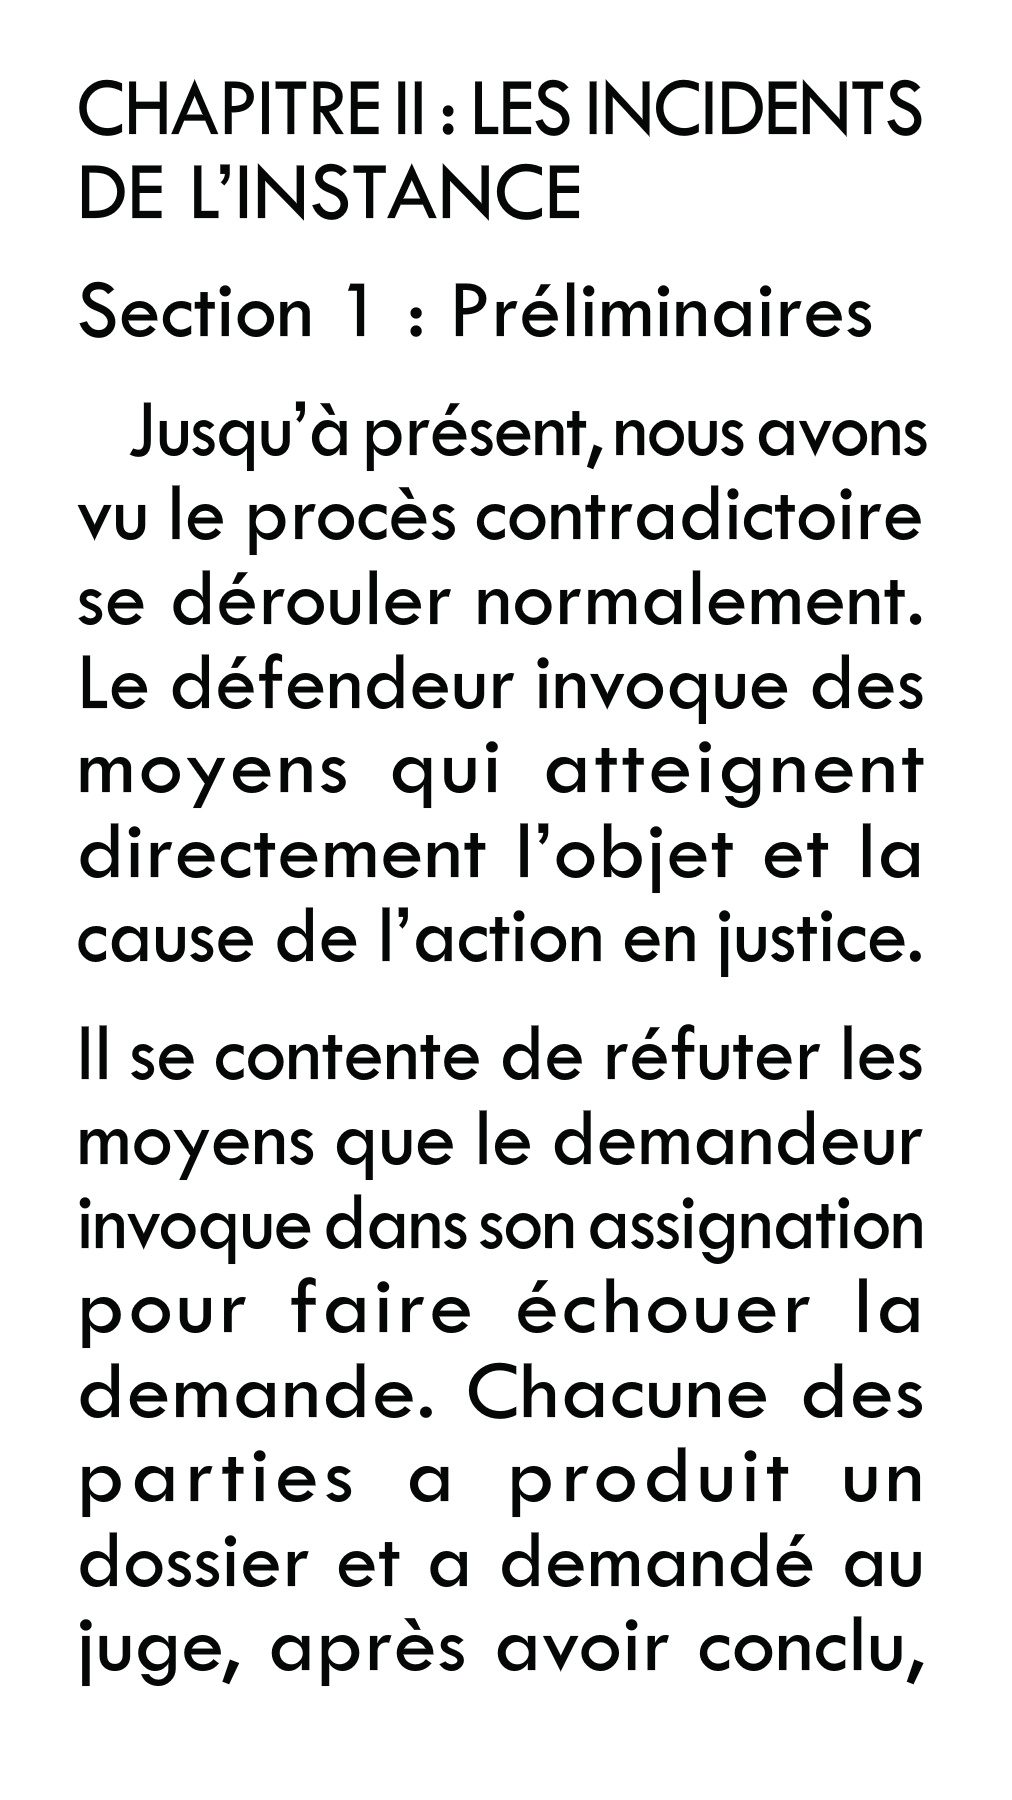 CHAPITRE II : LES INCIDENTS
DE L’INSTANCE
Section 1 : Préliminaires
Jusqu’à présent, nous avons
vu le procès contradictoire
se dérouler normalement.
Le défendeur invoque des
moyens qui atteignent
directement l’objet et la
cause de l’action en justice.
Il se contente de réfuter les
moyens que le demandeur
invoque dans son assignation
pour faire échouer la
demande. Chacune des
parties a produit un
dossier et a demandé au
juge, après avoir conclu,